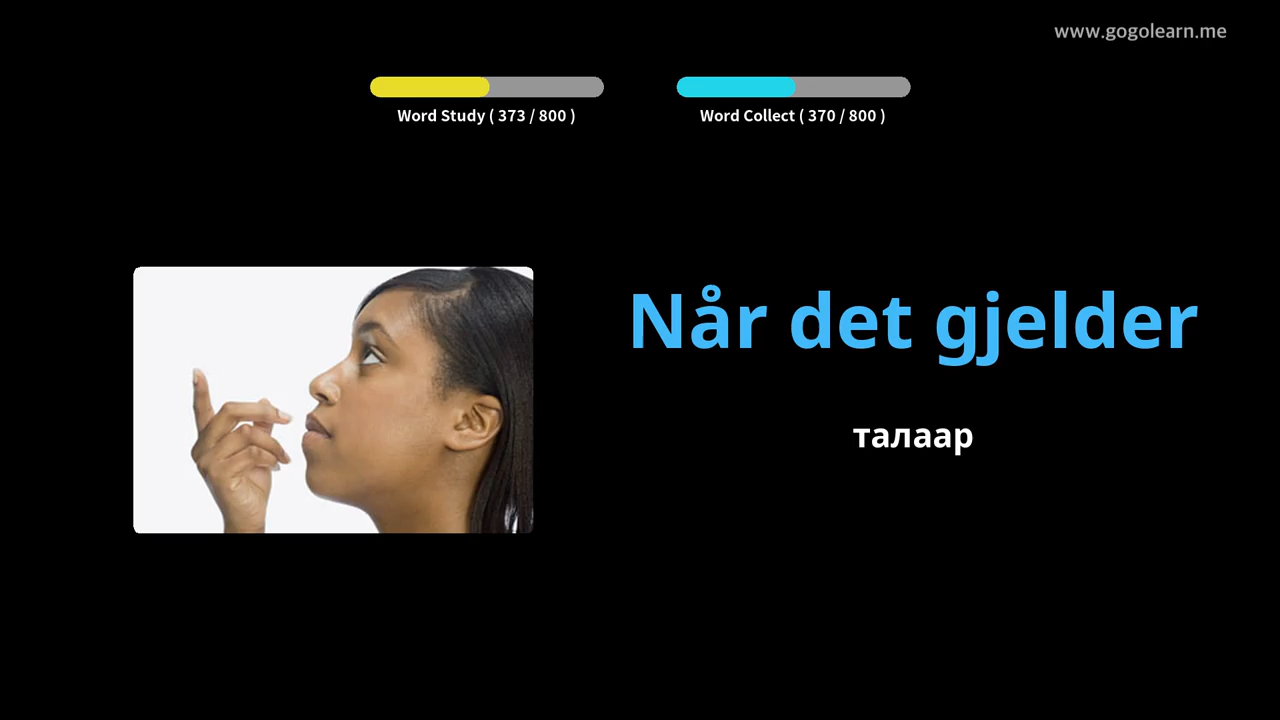 www.gogolearn.me
Word Study ( 373 / 800 )
Word Collect ( 370 / 800 )
Når det gjelder
талаар